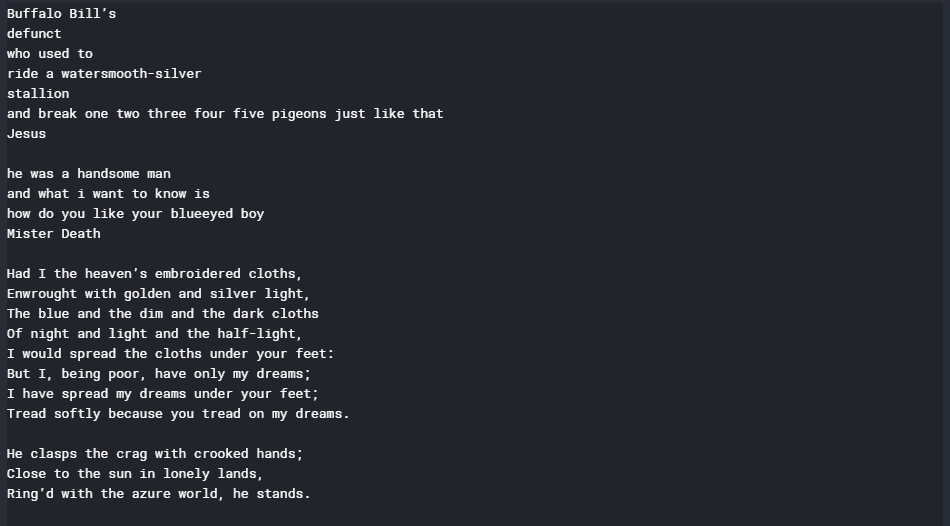 Buffalo Bill’s
defunct
who used to
ride a watersmooth-silver
stallion
and break one two three four five pigeons just like that
Jesus

he was a handsome man
and what i want to know is
how do you like your blueeyed boy
Mister Death

Had I the heaven’s embroidered cloths,
Enwrought with golden and silver light,
The blue and the dim and the dark cloths
Of night and light and the half-light,
I would spread the cloths under your feet:
But I, being poor, have only my dreams;
I have spread my dreams under your feet;
Tread softly because you tread on my dreams.

He clasps the crag with crooked hands;
Close to the sun in lonely lands,
Ring’d with the azure world, he stands.